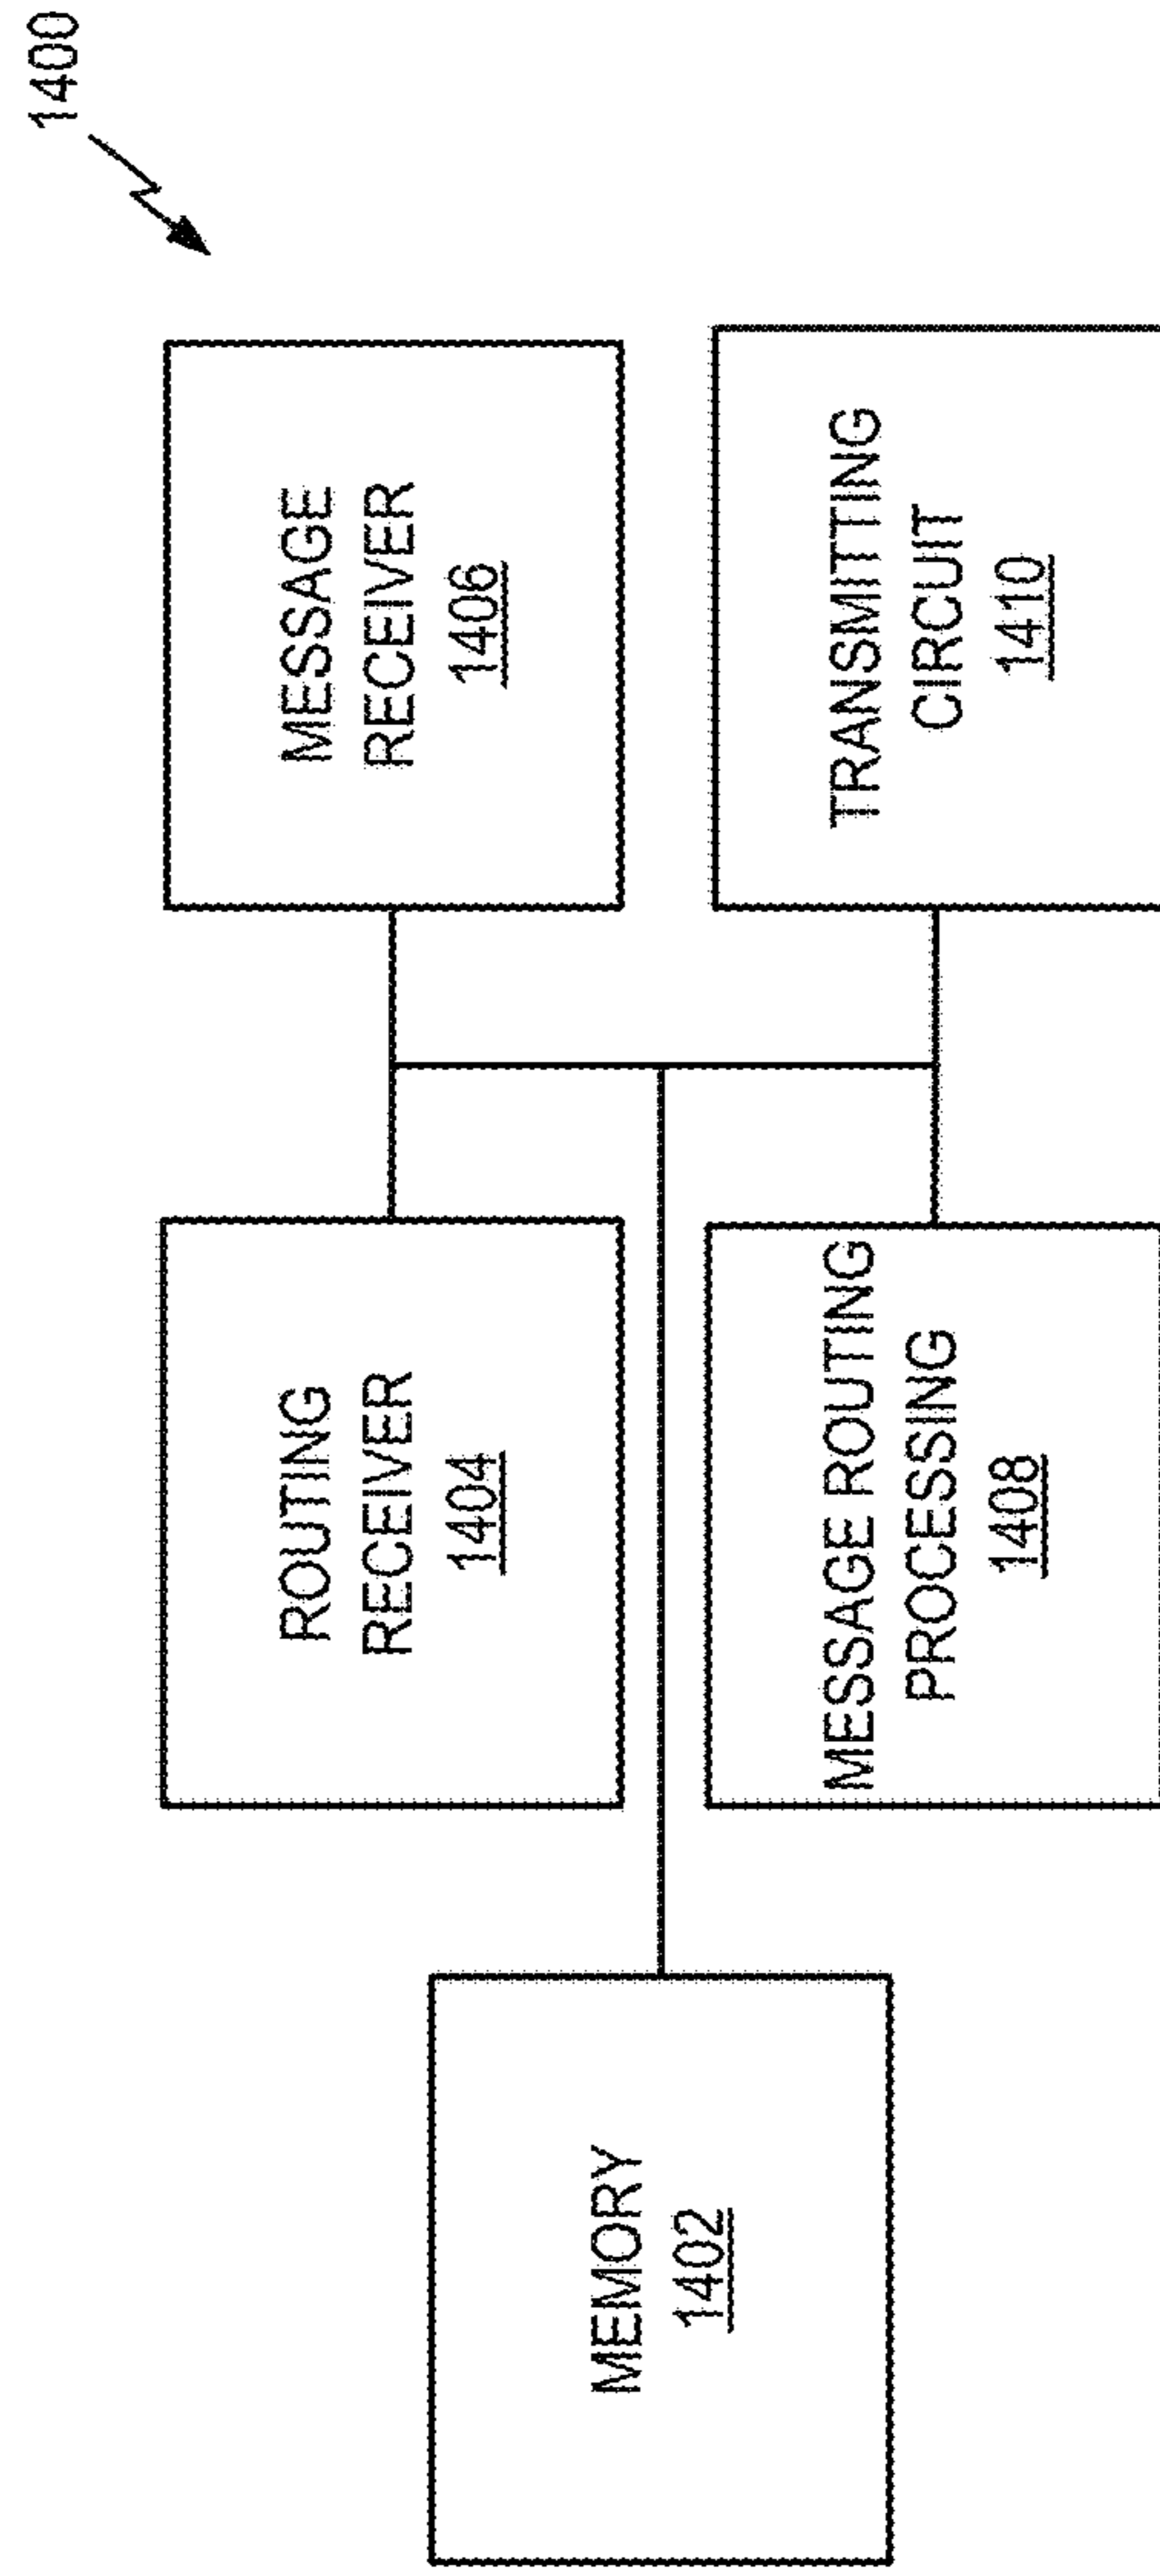 1400
MEMORY
1402
ROUTING
RECEIVER
1404
MESSAGE
RECEIVER
1406
MESSAGE ROUTING
PROCESSING
1408
TRANSMITTING
CIRCUIT
1410